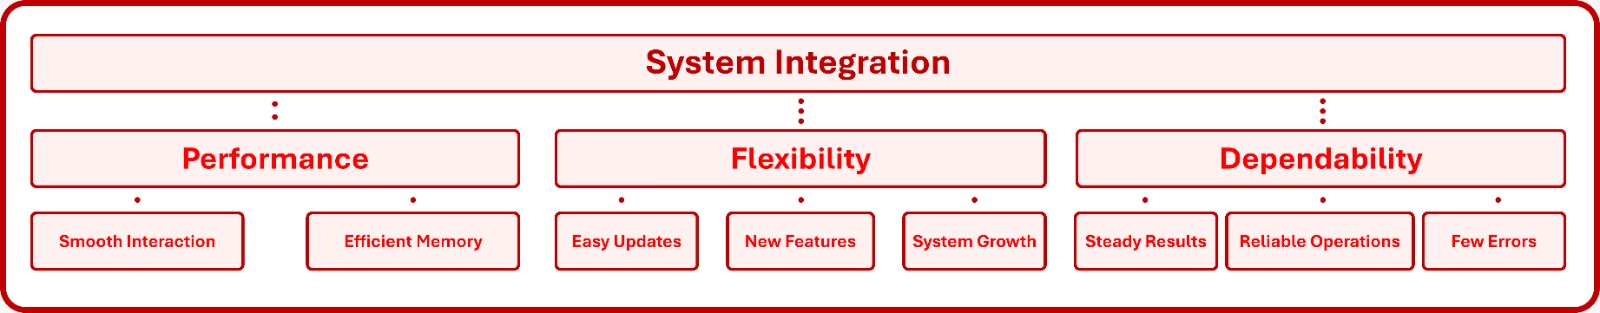 System Integration
Performance
Flexibility
Dependability
Smooth Interaction
Efficient Memory
Easy Updates
New Features
System Growth
Steady Results
Reliable Operations
Few Errors